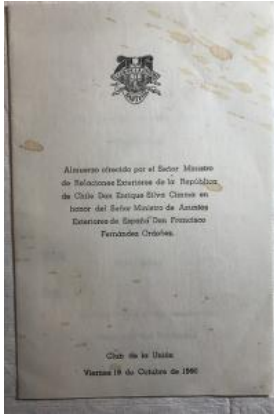 Almuerzo ofrecido por el Señor Ministro
de Relaciones Exteriores de la República
de Chile Don Enrique Silva Cimma en
honor del Señor Ministro de Asuntos
Exteriores de España Don Francisco
Fernández Ordoñez.
Club de la Unión
Viernes 19 de Octubre de 1990